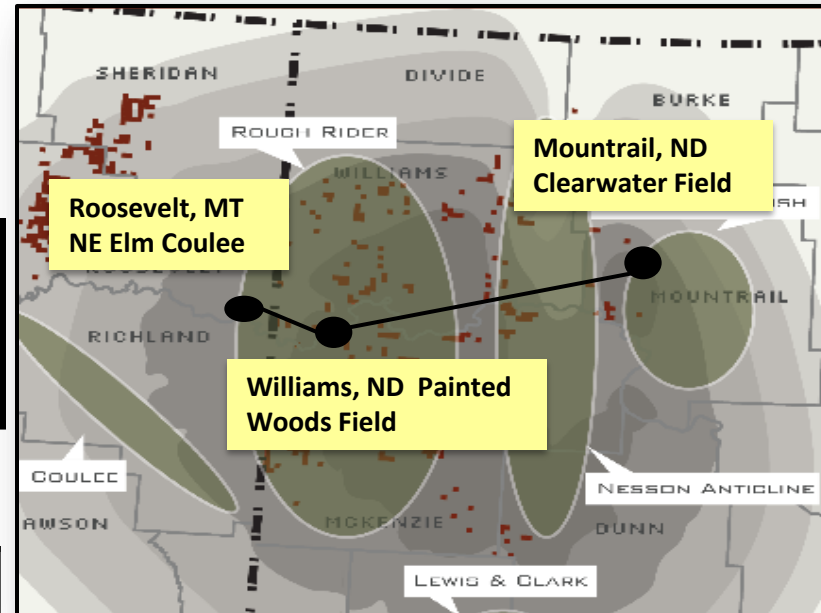 SHERIDAN
DIVIDE
BURKE
ROUGH RIDER
WILLIAMS
Mountrail, ND
Clearwater Field
Roosevelt, MT
NE Elm Coulee
MOUNTRAIL
RICHLAND
Williams, ND Painted
Woods Field
COULEE
NESSON ANTICLINE
MCKENZIE
DUNN
LEWIS & CLARK